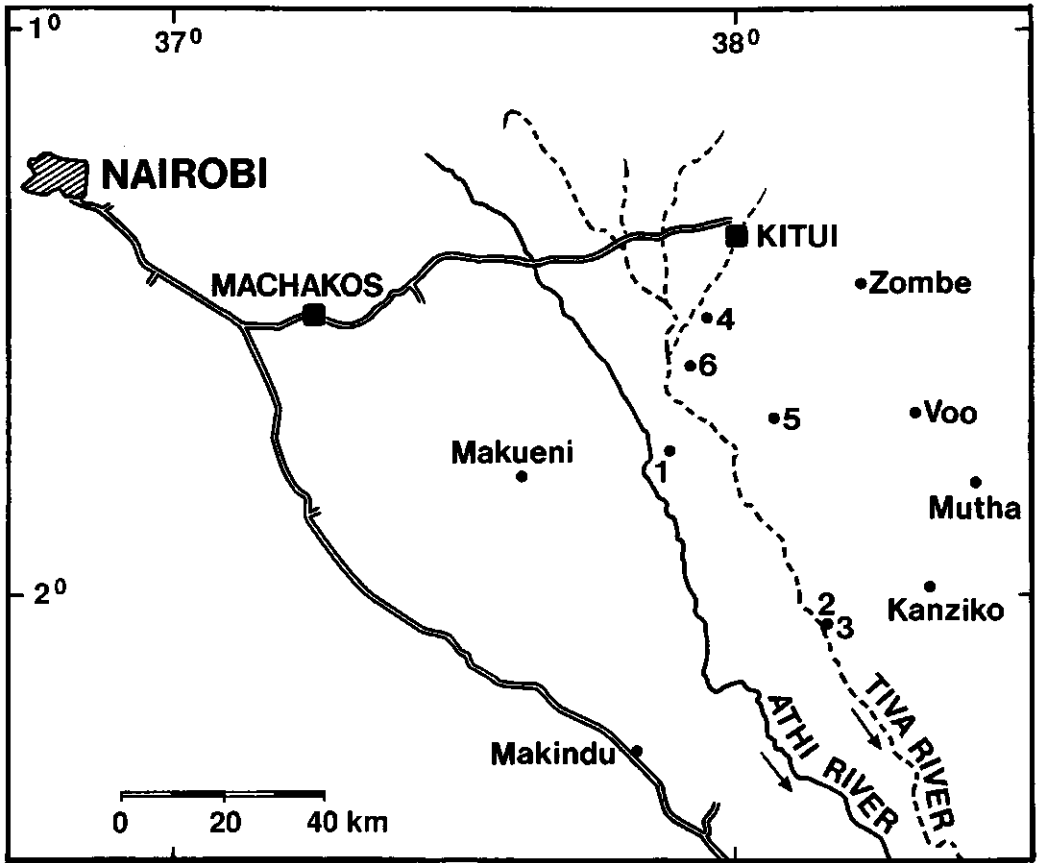 1⁰
37⁰
38⁰
NAIROBI
KITUI
MACHAKOS
Zombe
4
6
5
Voo
Makueni
1
Mutha
2⁰
Kanziko
2
3
TIVA RIVER
ATHI RIVER
Makindu
0 20 40 km